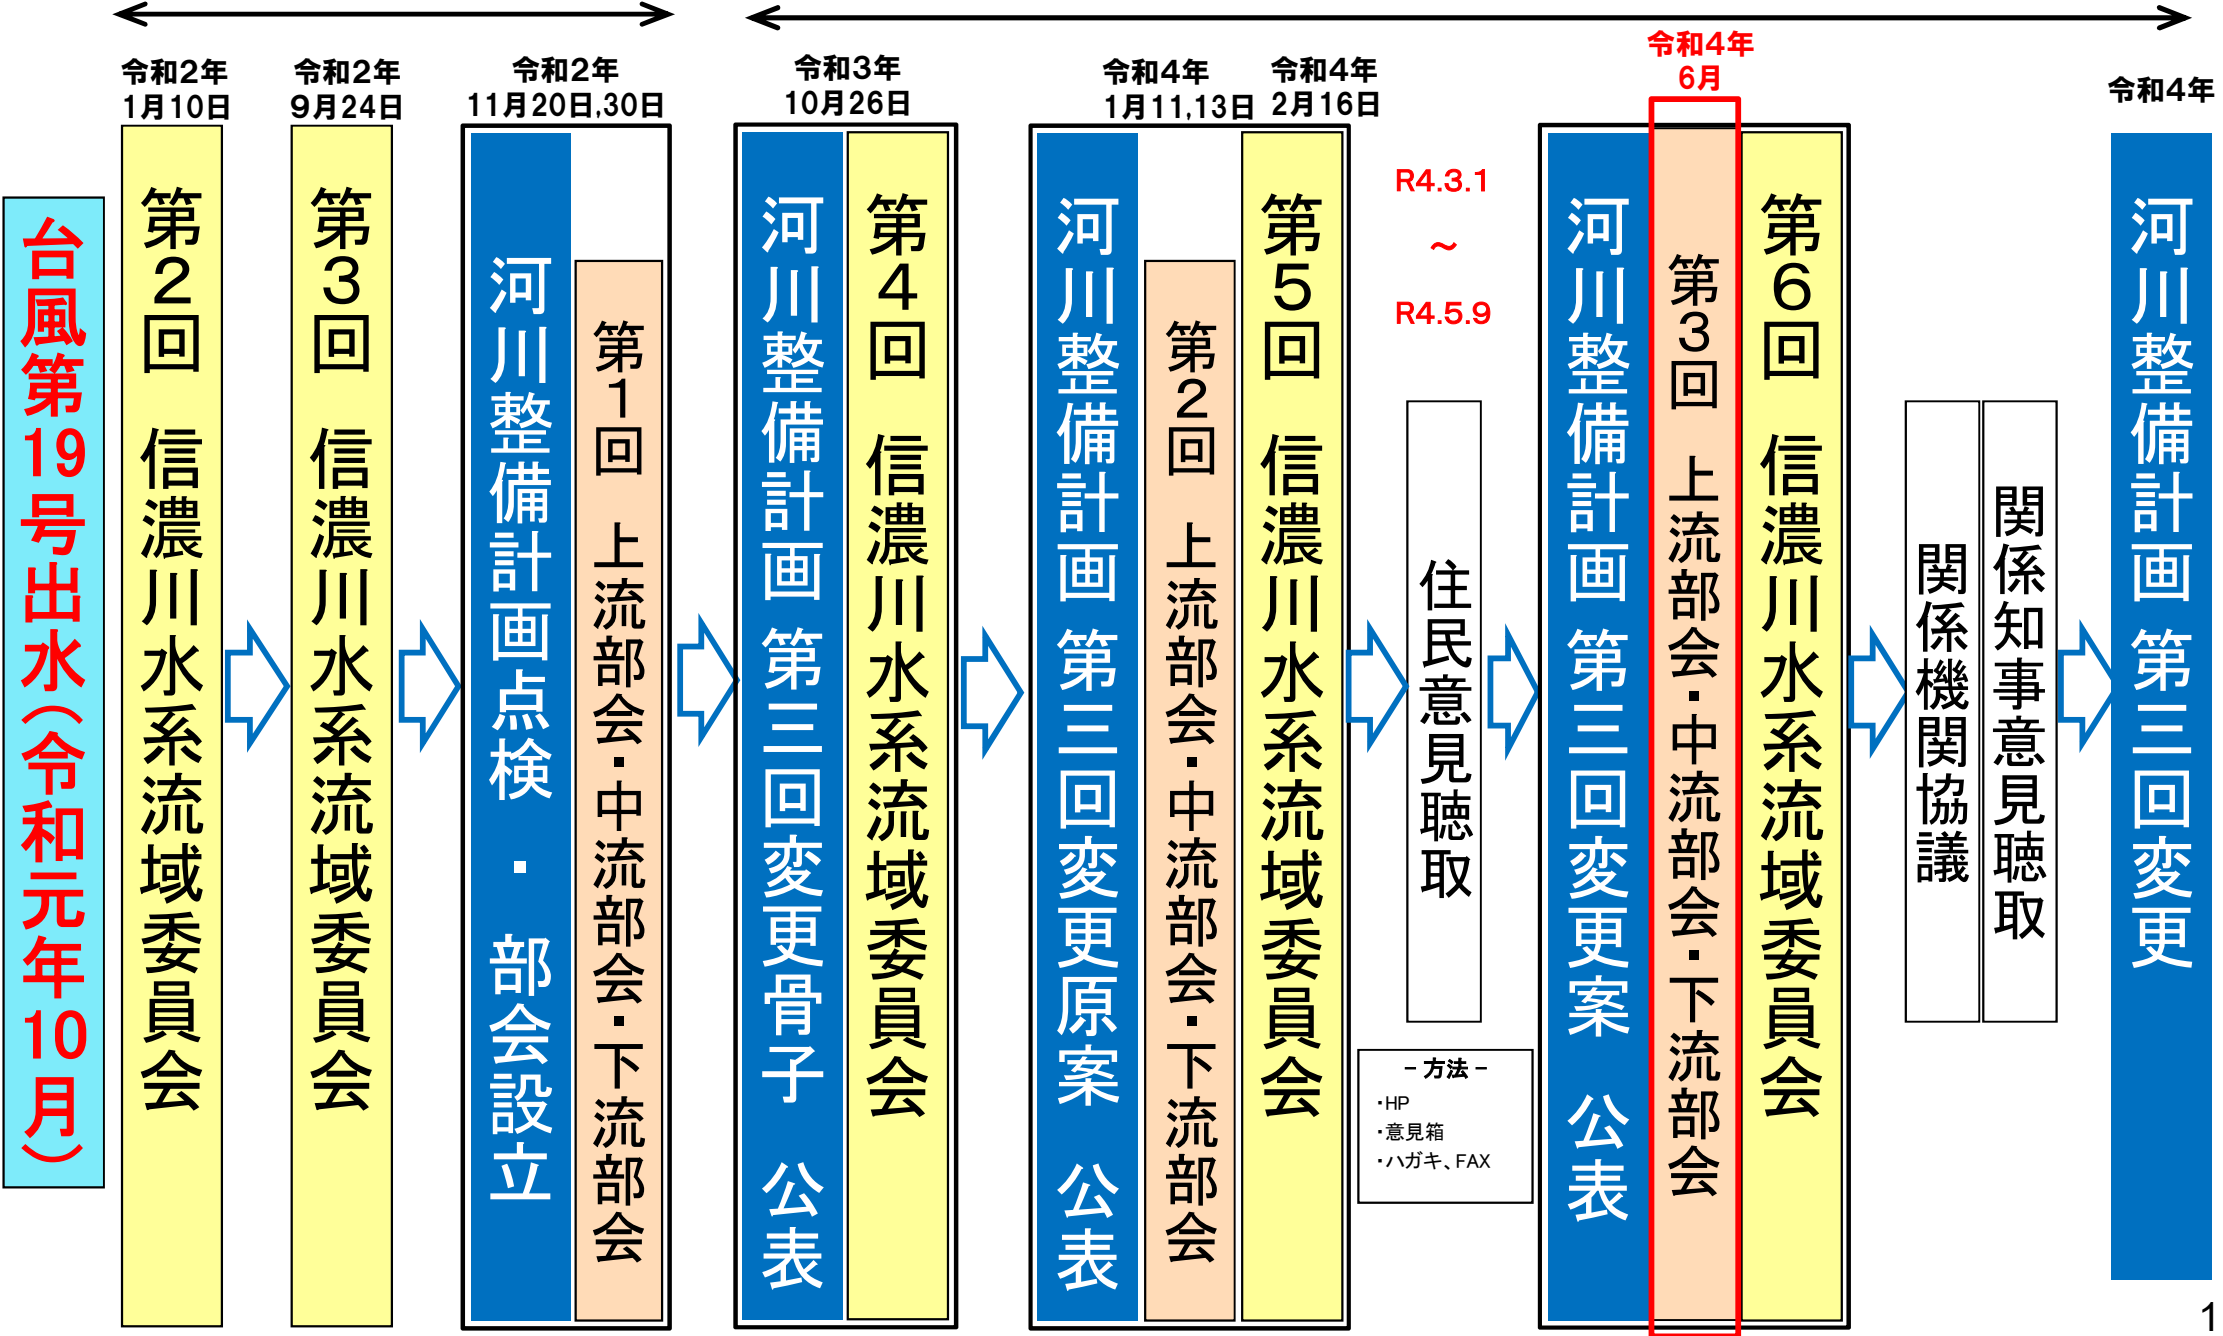 台風第19号出水（令和元年10月）
令和2年
1月10日
第２回　信濃川水系流域委員会
令和2年
9月24日
第３回　信濃川水系流域委員会
令和2年
11月20日,30日
河川整備計画点検　・　部会設立
第１回　上流部会・中流部会・下流部会
令和3年
10月26日
河川整備計画 第三回変更骨子　公表
第４回　信濃川水系流域委員会
令和4年
1月11,13日
河川整備計画 第三回変更原案　公表
第２回　上流部会・中流部会・下流部会
令和4年
2月16日
第５回　信濃川水系流域委員会
R4.3.1
～
R4.5.9
住民意見聴取
－方法－
・HP
・意見箱
・ハガキ、FAX
令和4年
6月
河川整備計画 第三回変更案　公表
第３回　上流部会・中流部会・下流部会
第６回　信濃川水系流域委員会
関係機関協議
関係知事意見聴取
令和4年
河川整備計画 第三回変更
1